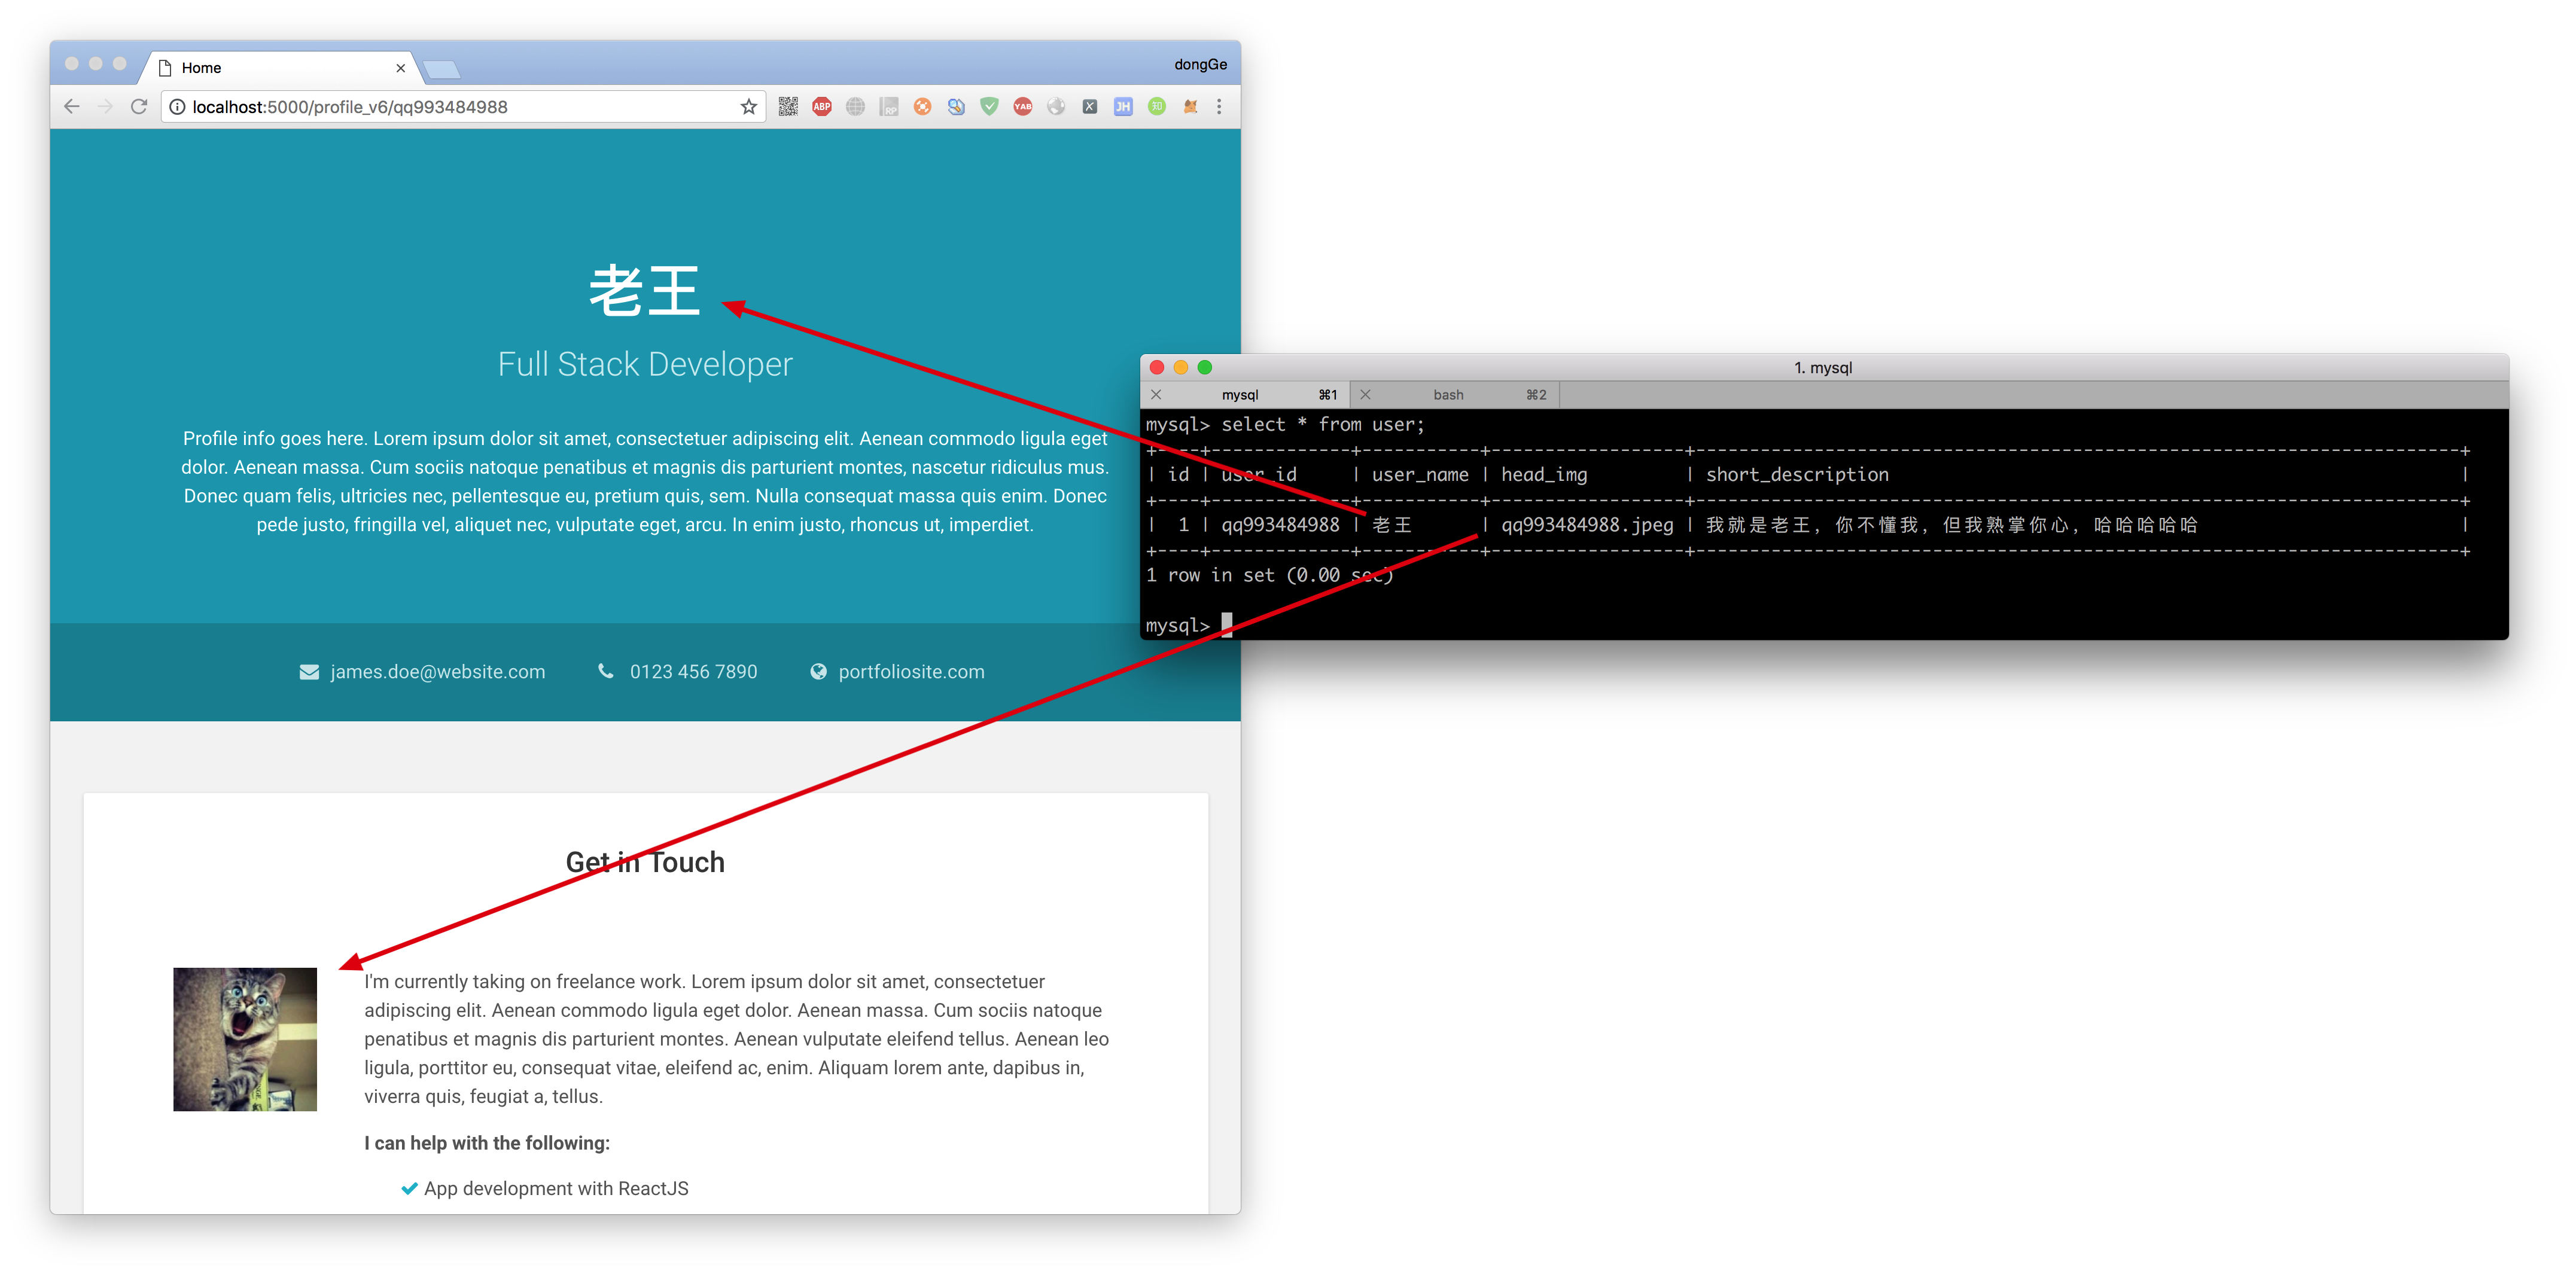 Home
dongGe
localhost:5000/profile_v6/qq993484988
ABP
RP
YAB
X
JH
老王
Full Stack Developer
Profile info goes here. Lorem ipsum dolor sit amet, consectetuer adipiscing elit. Aenean commodo ligula eget
dolor. Aenean massa. Cum sociis natoque penatibus et magnis dis parturient montes, nascetur ridiculus mus.
Donec quam felis, ultricies nec, pellentesque eu, pretium quis, sem. Nulla consequat massa quis enim. Donec
pede justo, fringilla vel, aliquet nec, vulputate eget, arcu. In enim justo, rhoncus ut, imperdiet.
james.doe@website.com 0123 456 7890 portfoliosite.com
Get in Touch
I'm currently taking on freelance work. Lorem ipsum dolor sit amet, consectetuer
adipiscing elit. Aenean commodo ligula eget dolor. Aenean massa. Cum sociis natoque
penatibus et magnis dis parturient montes. Aenean vulputate eleifend tellus. Aenean leo
ligula, porttitor eu, consequat vitae, eleifend ac, enim. Aliquam lorem ante, dapibus in,
viverra quis, feugiat a, tellus.
I can help with the following:
App development with ReactJS
1. mysql
mysql ⌘1 bash ⌘2
mysql> select * from user;
+----+-------------+-----------+------------------+------------------------------------------------------------------------+
| id | user_id | user_name | head_img | short_description |
+----+-------------+-----------+------------------+------------------------------------------------------------------------+
| 1 | qq993484988 | 老王 | qq993484988.jpeg | 我就是老王，你不懂我，但我熟掌你心，哈哈哈哈哈 |
+----+-------------+-----------+------------------+------------------------------------------------------------------------+
1 row in set (0.00 sec)
mysql>